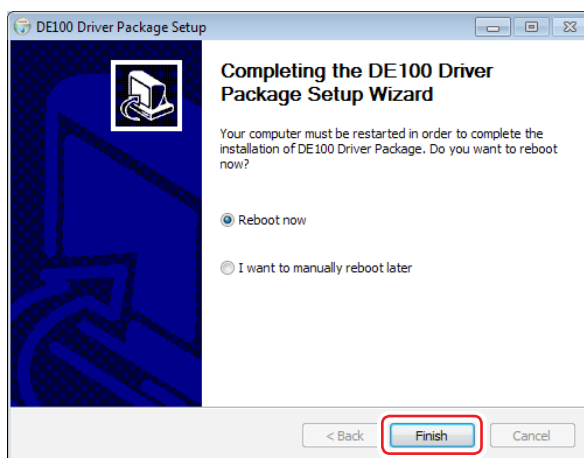 DE100 Driver Package Setup
Completing the DE100 Driver
Package Setup Wizard
Your computer must be restarted in order to complete the
installation of DE100 Driver Package. Do you want to reboot
now?
Reboot now
I want to manually reboot later
< Back Finish Cancel